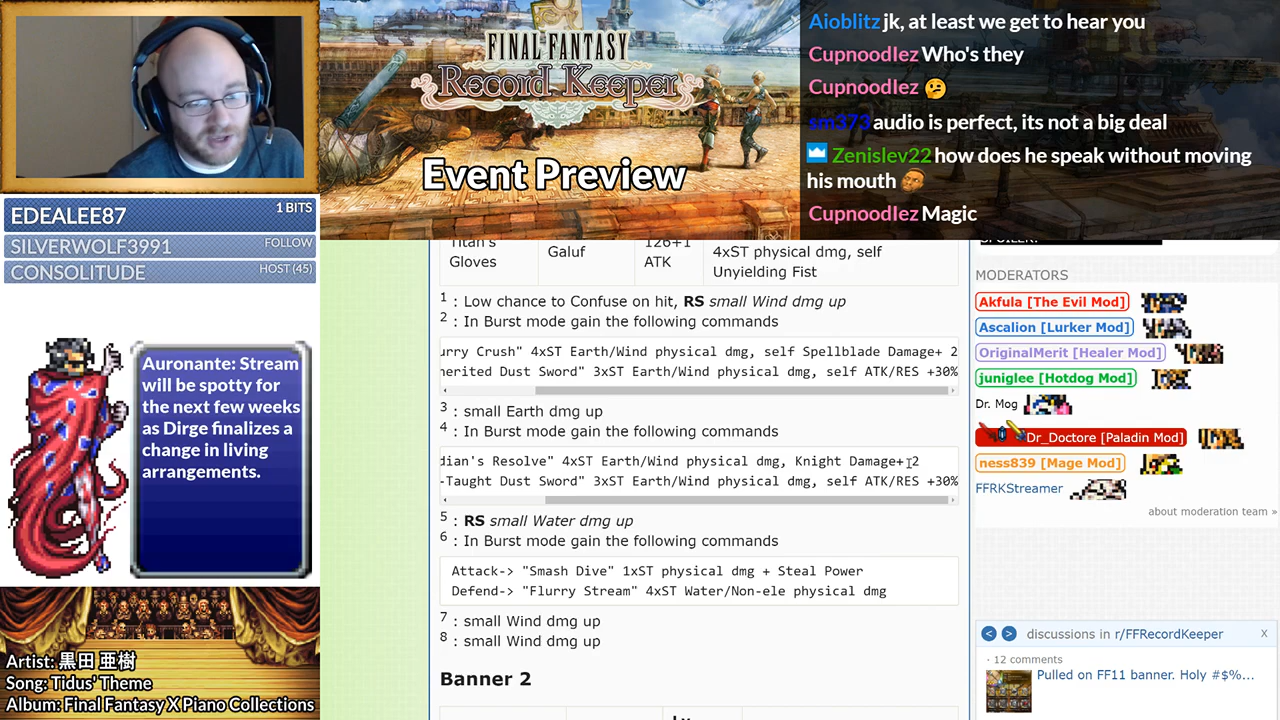 FINAL FANTASY
Record Keeper
Event Preview
Aioblitz jk, at least we get to hear you
Cupnoodlez Who's they
Cupnoodlez 🤔
sm373 audio is perfect, its not a big deal
Zenislev22 how does he speak without moving
his mouth
Cupnoodlez Magic
EDEALEE87 1 BITS
SILVERWOLF3991 FOLLOW
CONSOLITUDE HOST (45)
Auronante: Stream
will be spotty for
the next few weeks
as Dirge finalizes a
change in living
arrangements.
Artist: 黒田 亜樹
Song: Tidus' Theme
Album: Final Fantasy X Piano Collections
Titan's
Gloves
Galuf
126+1
ATK
4xST physical dmg, self
Unyielding Fist
1 : Low chance to Confuse on hit, RS small Wind dmg up
2 : In Burst mode gain the following commands
urry Crush" 4xST Earth/Wind physical dmg, self Spellblade Damage+ 2
herited Dust Sword" 3xST Earth/Wind physical dmg, self ATK/RES +30%
3 : small Earth dmg up
4 : In Burst mode gain the following commands
dian's Resolve" 4xST Earth/Wind physical dmg, Knight Damage+ 2
-Taught Dust Sword" 3xST Earth/Wind physical dmg, self ATK/RES +30%
5 : RS small Water dmg up
6 : In Burst mode gain the following commands
Attack-> "Smash Dive" 1xST physical dmg + Steal Power
Defend-> "Flurry Stream" 4xST Water/Non-ele physical dmg
7 : small Wind dmg up
8 : small Wind dmg up
Banner 2
MODERATORS
Akfula [The Evil Mod]
Ascalion [Lurker Mod]
OriginalMerit [Healer Mod]
juniglee [Hotdog Mod]
Dr. Mog
Dr_Doctore [Paladin Mod]
ness839 [Mage Mod]
FFRKStreamer
about moderation team »
< > discussions in r/FFRecordKeeper X
· 12 comments
Pulled on FF11 banner. Holy #$%...